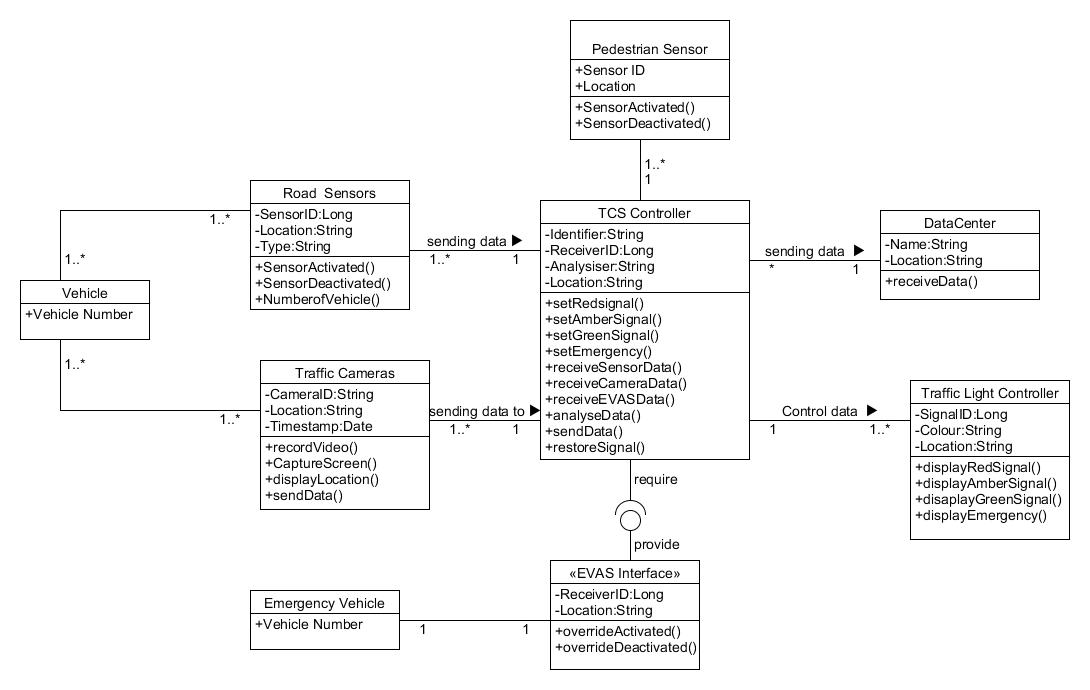 Pedestrian Sensor
+Sensor ID
+Location
+SensorActivated()
+SensorDeactivated()
1..*
1
Road  Sensors
-SensorID:Long
-Location:String
-Type:String
+SensorActivated()
+SensorDeactivated()
+NumberofVehicle()
1..*
1..*
Vehicle
+Vehicle Number
1..*
1..*
sending data
1..*
1
TCS Controller
-Identifier:String
-ReceiverID:Long
-Analysiser:String
-Location:String
+setRedsignal()
+setAmberSignal()
+setGreenSignal()
+setEmergency()
+receiveSensorData()
+receiveCameraData()
+receiveEVASData()
+analyseData()
+sendData()
+restoreSignal()
sending data
*
1
DataCenter
-Name:String
-Location:String
+receiveData()
Traffic Cameras
-CameraID:String
-Location:String
-Timestamp:Date
+recordVideo()
+CaptureScreen()
+displayLocation()
+sendData()
sending data to
1..*
1
Control data
1
1..*
Traffic Light Controller
-SignalID:Long
-Colour:String
-Location:String
+displayRedSignal()
+displayAmberSignal()
+disaplayGreenSignal()
+displayEmergency()
require
provide
«EVAS Interface»
-ReceiverID:Long
-Location:String
+overrideActivated()
+overrideDeactivated()
Emergency Vehicle
+Vehicle Number
1
1